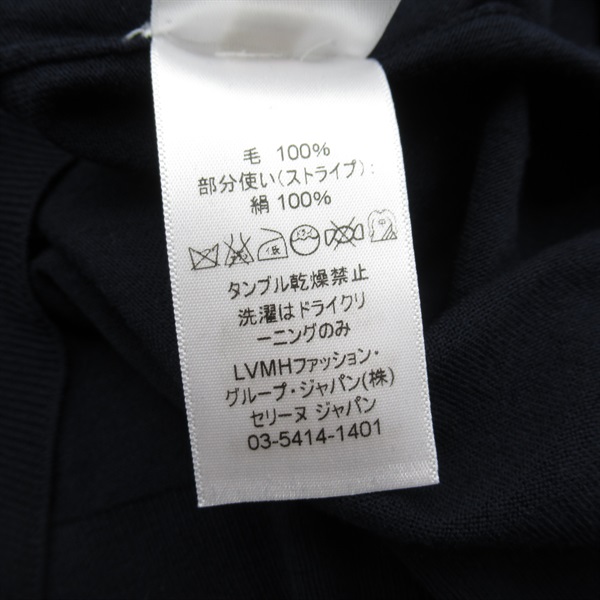 毛 100%
部分使い(ストライプ):
絹 100%
タンブル乾燥禁止
洗濯はドライクリ
ーニングのみ
LVMHファッション・
グループ・ジャパン(株)
セリーヌ ジャパン
03-5414-1401